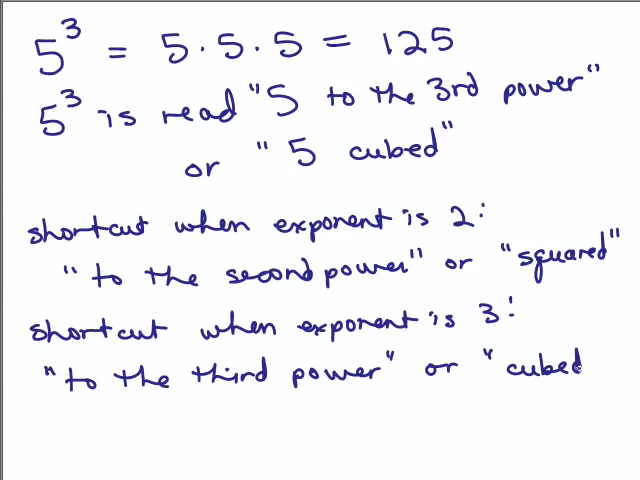 5³ = 5 · 5 · 5 = 125
5³ is read "5 to the 3rd power"
or "5 cubed"
shortcut when exponent is 2:
"to the second power" or "squared"
shortcut when exponent is 3:
"to the third power" or "cubed